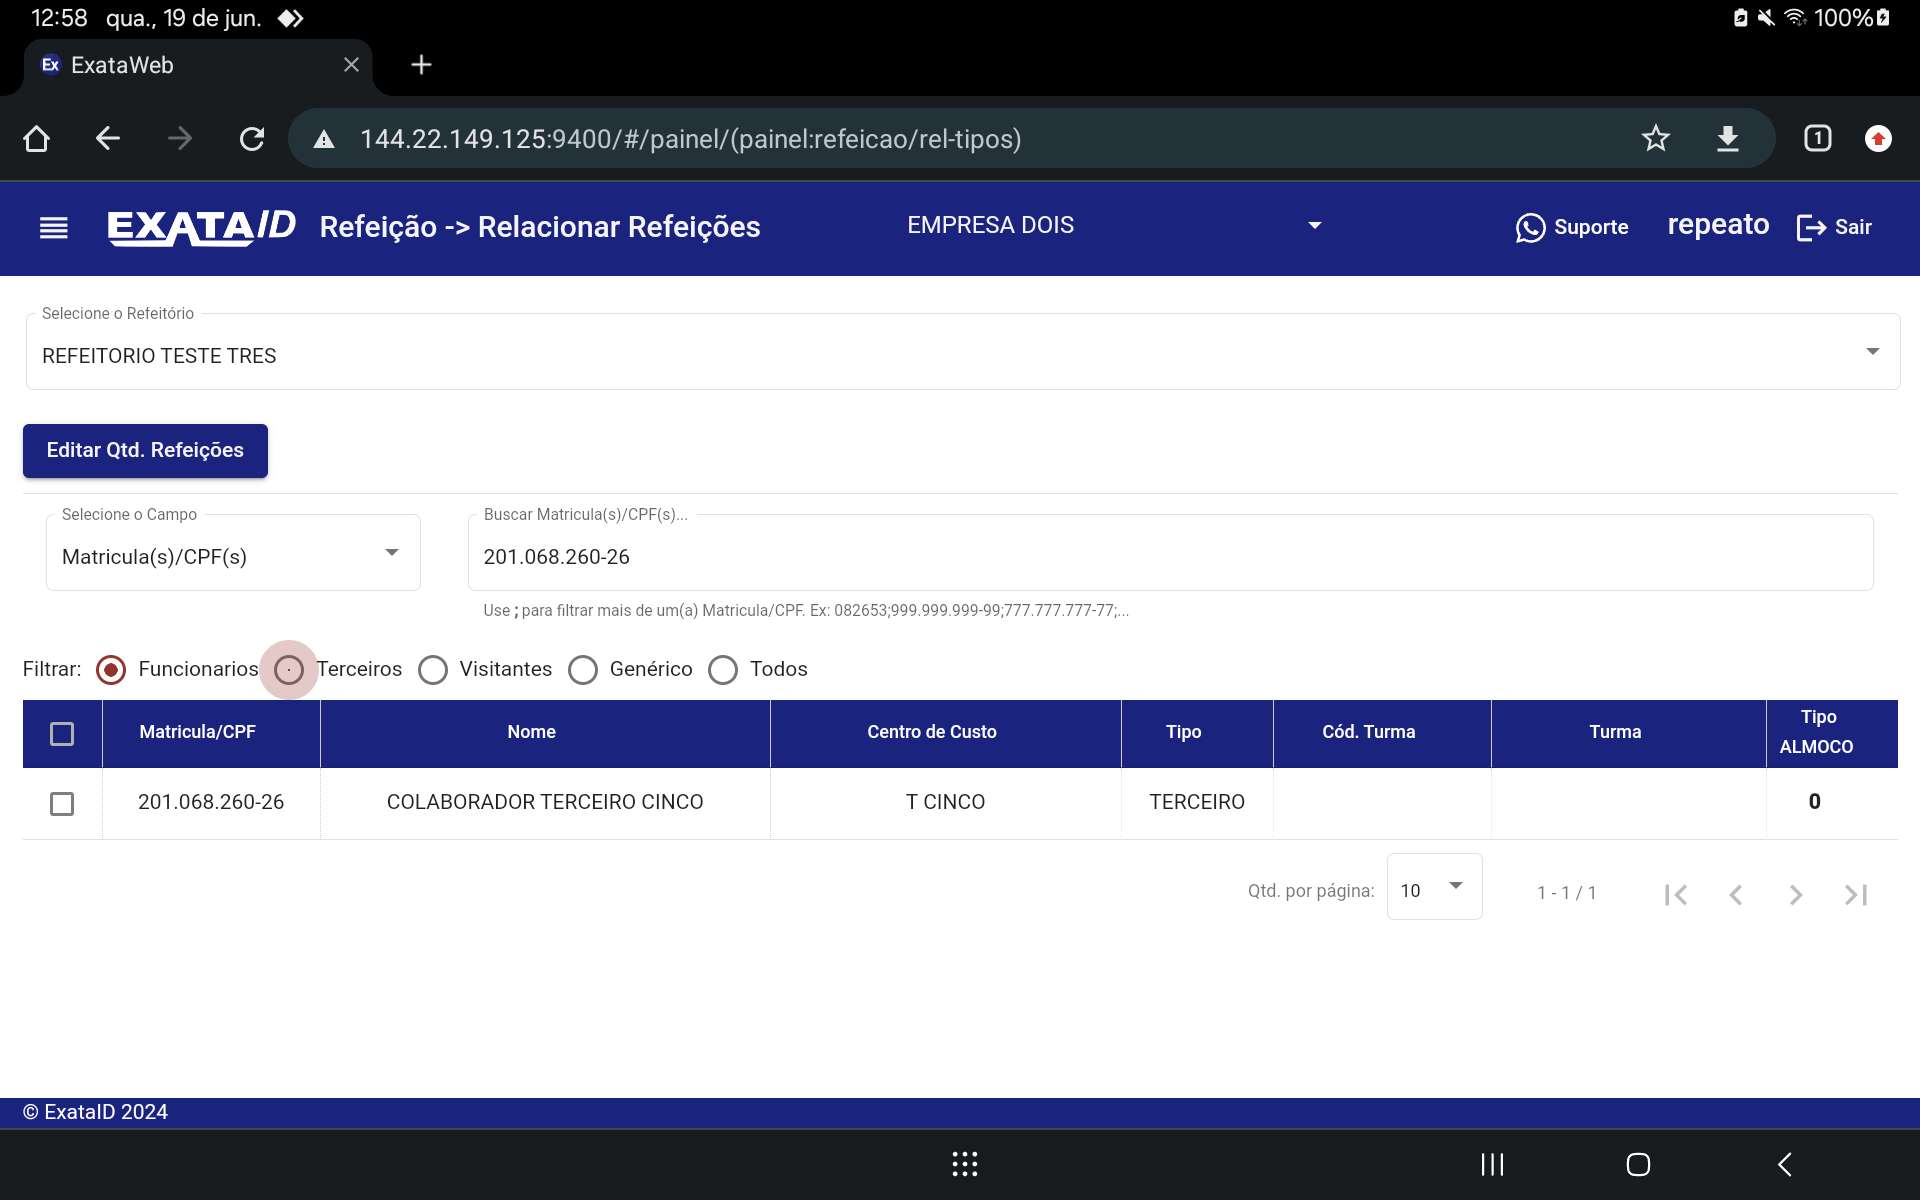 12:58 qua., 19 de jun. 100%
Ex ExataWeb
144.22.149.125:9400/#/painel/(painel:refeicao/rel-tipos) 1
EXATAID Refeição -> Relacionar Refeições EMPRESA DOIS Suporte repeato Sair
Selecione o Refeitório
REFEITORIO TESTE TRES
Editar Qtd. Refeições
Selecione o Campo Buscar Matricula(s)/CPF(s)...
Matricula(s)/CPF(s) 201.068.260-26
Use ; para filtrar mais de um(a) Matricula/CPF. Ex: 082653;999.999.999-99;777.777.777-77;...
Filtrar: Funcionarios Terceiros Visitantes Genérico Todos
Matricula/CPF Nome Centro de Custo Tipo Cód. Turma Turma Tipo ALMOCO
201.068.260-26 COLABORADOR TERCEIRO CINCO T CINCO TERCEIRO 0
Qtd. por página: 10 1 - 1 / 1
© ExataID 2024